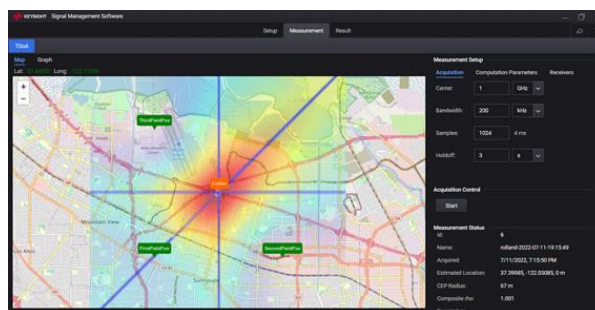 KEYSIGHT Signal Management Software
Setup Measurement Result
TDoA
Map Graph
Lat: Long:
Measurement Setup
Acquisition Computation Parameters Receivers
Center: 1 GHz
Bandwidth: 200 kHz
Samples: 1024 4 ms
Holdoff: 3 s
Acquisition Control
Start
Measurement Status
Id 6
Name: rolland-2022-07-11-19:15:49
Acquired: 7/11/2022, 7:15:50 PM
Estimated Location: 37.39985, -122.03085, 0 m
CEP Radius: 67 m
Composite rho: 1.001
+
−
ThirdFieldFox
Emitter
Mountain View
FirstFieldFox
SecondFieldFox
Los Altos
Sunnyvale